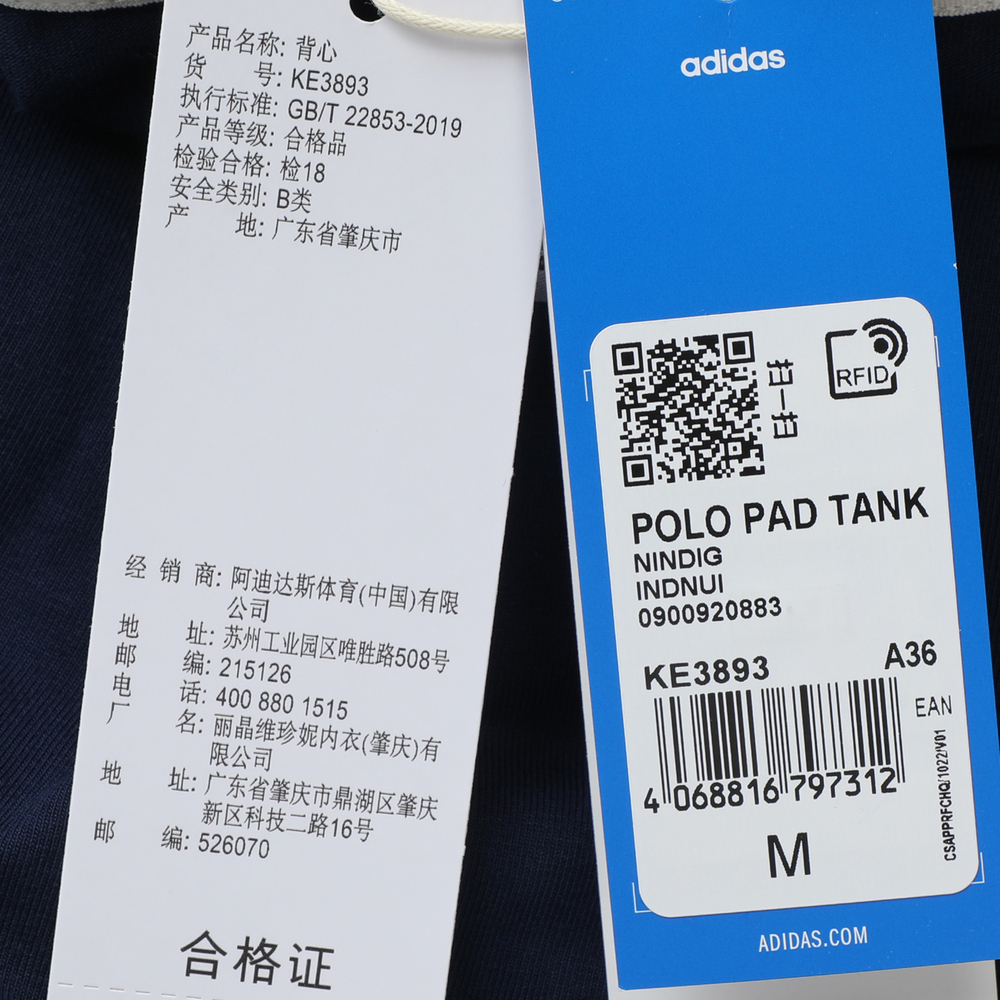 产品名称: 背心
货 号: KE3893
执行标准: GB/T 22853-2019
产品等级: 合格品
检验合格: 检18
安全类别: B类
产 地: 广东省肇庆市
经 销 商: 阿迪达斯体育(中国)有限
公司
地 址: 苏州工业园区唯胜路508号
邮 编: 215126
电 话: 400 880 1515
厂 名: 丽晶维珍妮内衣(肇庆)有
限公司
地 址: 广东省肇庆市鼎湖区肇庆
新区科技二路16号
邮 编: 526070
合格证
adidas
扫一扫
RFID
POLO PAD TANK
NINDIG
INDNUI
0900920883
KE3893 A36
EAN
4 068816 797312
CSAPPRFCHQ/1022/V01
M
ADIDAS.COM